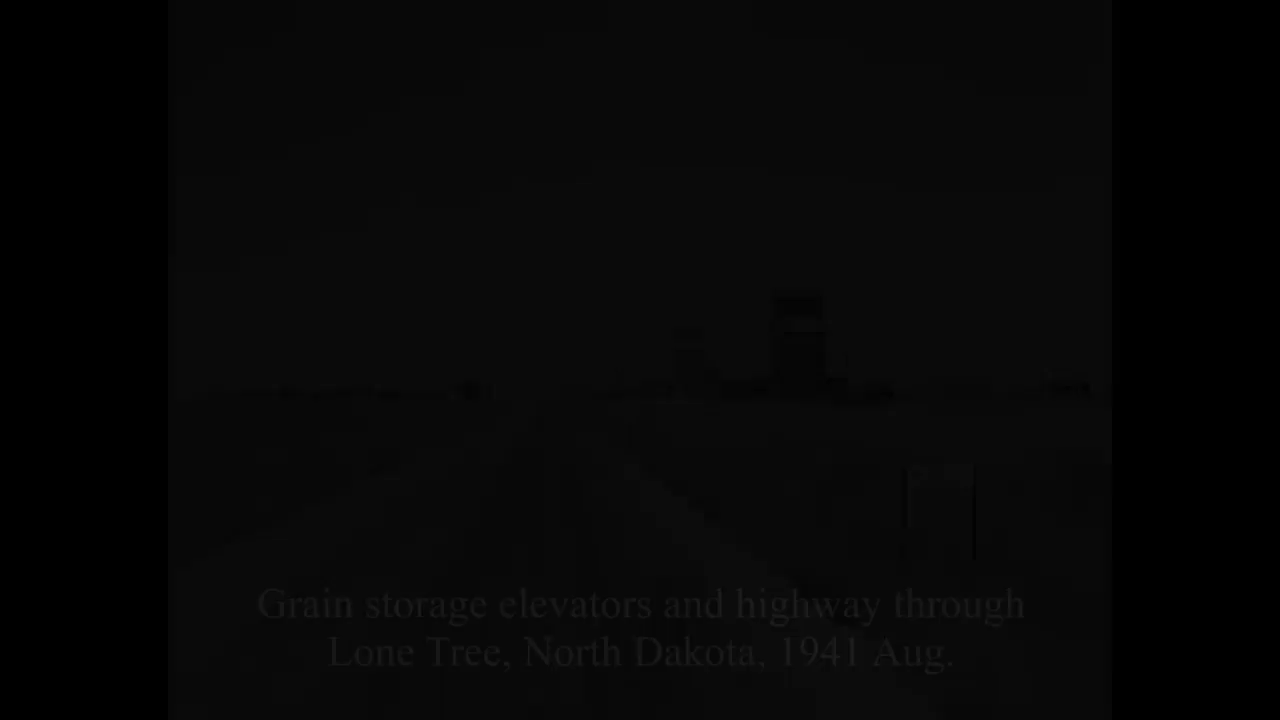 Grain storage elevators and highway through
Lone Tree, North Dakota, 1941 Aug.